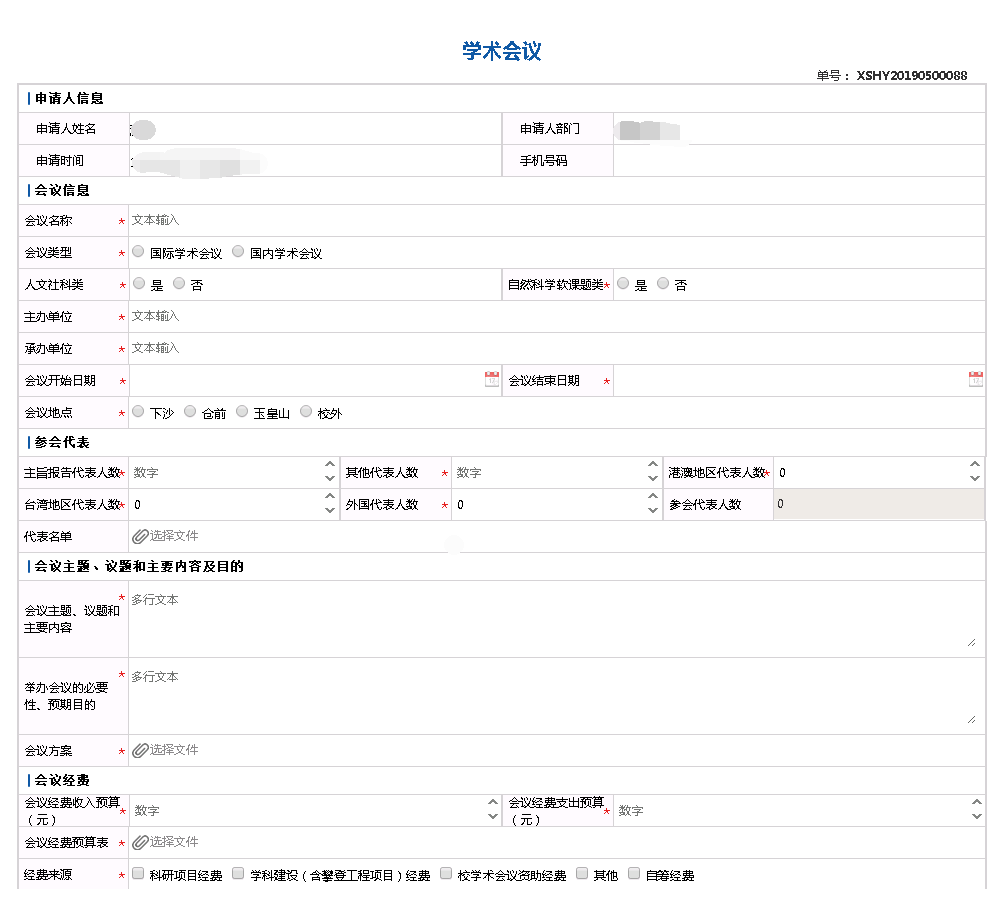 学术会议
单号： XSHY20190500088
申请人信息
申请人姓名 申请人部门
申请时间 手机号码
会议信息
会议名称 * 文本输入
会议类型 * 国际学术会议 国内学术会议
人文社科类 * 是 否 自然科学软课题类* 是 否
主办单位 * 文本输入
承办单位 * 文本输入
会议开始日期 * 会议结束日期 *
会议地点 * 下沙 仓前 玉皇山 校外
参会代表
主旨报告代表人数* 数字 其他代表人数 * 数字 港澳地区代表人数* 0
台湾地区代表人数* 0 外国代表人数 * 0 参会代表人数 0
代表名单 选择文件
会议主题、议题和主要内容及目的
会议主题、议题和 * 多行文本
主要内容
举办会议的必要 * 多行文本
性、预期目的
会议方案 * 选择文件
会议经费
会议经费收入预算 * 数字 会议经费支出预算 * 数字
（元） （元）
会议经费预算表 * 选择文件
经费来源 * 科研项目经费 学科建设（含攀登工程项目）经费 校学术会议资助经费 其他 自筹经费